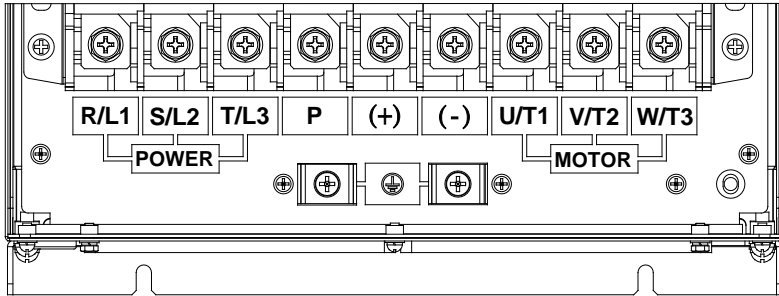 R/L1 S/L2 T/L3 P (+) (-) U/T1 V/T2 W/T3
POWER MOTOR